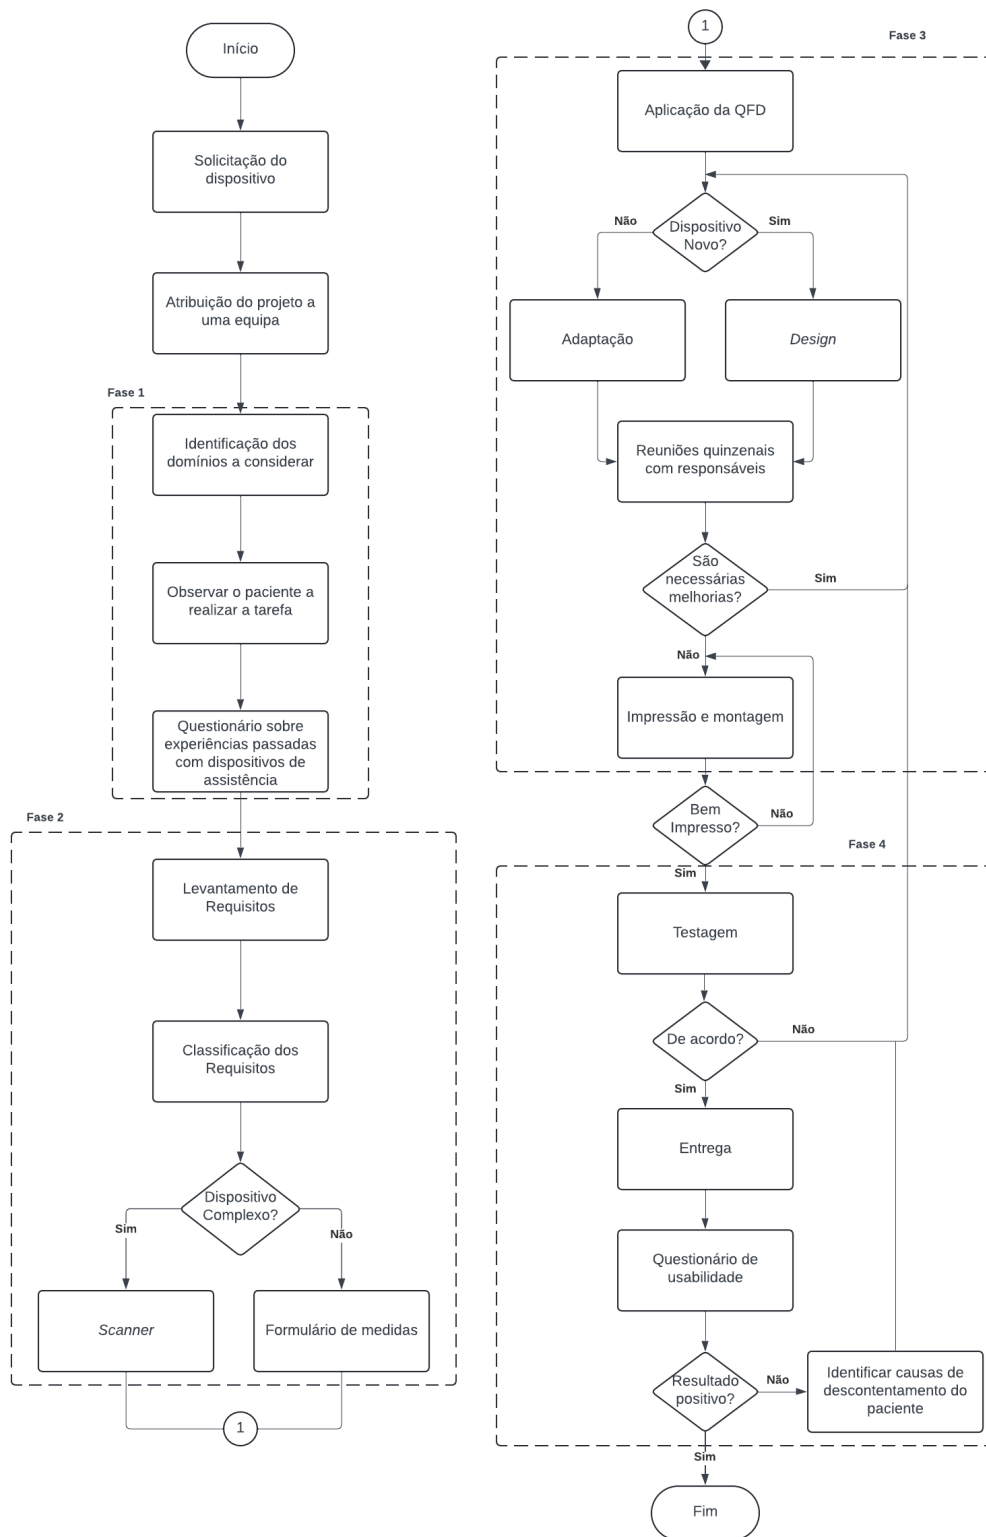 Início
Solicitação do
dispositivo
Atribuição do projeto a
uma equipa
Fase 1
Identificação dos
domínios a considerar
Observar o paciente a
realizar a tarefa
Questionário sobre
experiências passadas
com dispositivos de
assistência
Fase 2
Levantamento de
Requisitos
Classificação dos
Requisitos
Dispositivo
Complexo?
Sim
Não
Scanner
Formulário de medidas
1
1
Fase 3
Aplicação da QFD
Não
Sim
Dispositivo
Novo?
Adaptação
Design
Reuniões quinzenais
com responsáveis
São
necessárias
melhorias?
Sim
Não
Impressão e montagem
Bem
Impresso?
Não
Fase 4
Sim
Testagem
De acordo?
Não
Sim
Entrega
Questionário de
usabilidade
Resultado
positivo?
Não
Identificar causas de
descontentamento do
paciente
Sim
Fim